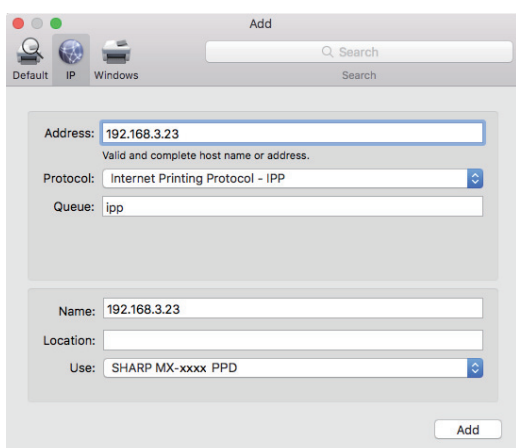 Add
Search
Default IP Windows Search
Address: 192.168.3.23
Valid and complete host name or address.
Protocol: Internet Printing Protocol - IPP
Queue: ipp
Name: 192.168.3.23
Location:
Use: SHARP MX-xxxx PPD
Add